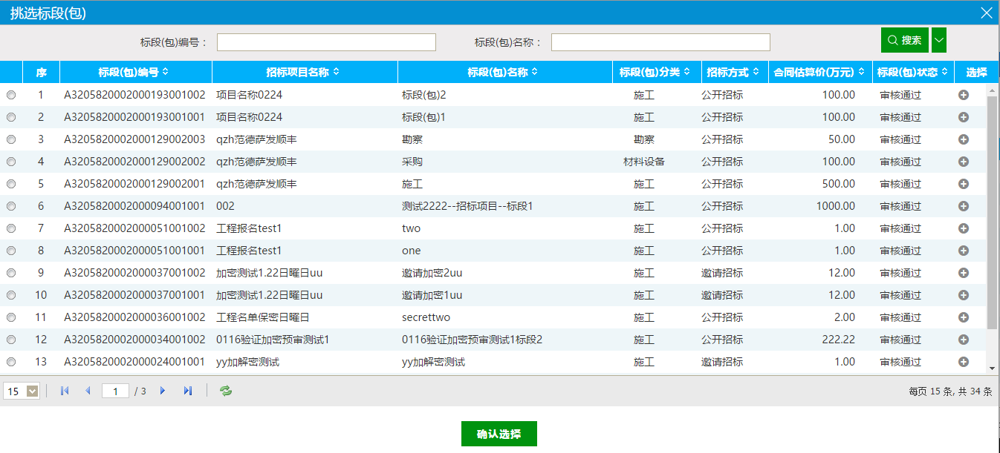 挑选标段(包)
标段(包)编号： 标段(包)名称： 搜索
序 标段(包)编号 招标项目名称 标段(包)名称 标段(包)分类 招标方式 合同估算价(万元) 标段(包)状态 选择
1 A3205820002000193001002 项目名称0224 标段(包)2 施工 公开招标 100.00 审核通过
2 A3205820002000193001001 项目名称0224 标段(包)1 施工 公开招标 100.00 审核通过
3 A3205820002000129002003 qzh范德萨发顺丰 勘察 勘察 公开招标 50.00 审核通过
4 A3205820002000129002002 qzh范德萨发顺丰 采购 材料设备 公开招标 100.00 审核通过
5 A3205820002000129002001 qzh范德萨发顺丰 施工 施工 公开招标 500.00 审核通过
6 A3205820002000094001001 002 测试2222--招标项目--标段1 施工 公开招标 1000.00 审核通过
7 A3205820002000051001002 工程报名test1 two 施工 公开招标 1.00 审核通过
8 A3205820002000051001001 工程报名test1 one 施工 公开招标 1.00 审核通过
9 A3205820002000037001002 加密测试1.22日曜日uu 邀请加密2uu 施工 邀请招标 12.00 审核通过
10 A3205820002000037001001 加密测试1.22日曜日uu 邀请加密1uu 施工 邀请招标 12.00 审核通过
11 A3205820002000036001002 工程名单保密日曜日 secrettwo 施工 公开招标 2.00 审核通过
12 A3205820002000034001002 0116验证加密预审测试1 0116验证加密预审测试1标段2 施工 公开招标 222.22 审核通过
13 A3205820002000024001001 yy加解密测试 yy加解密测试 施工 邀请招标 1.00 审核通过
15 1 / 3 每页 15 条, 共 34 条
确认选择